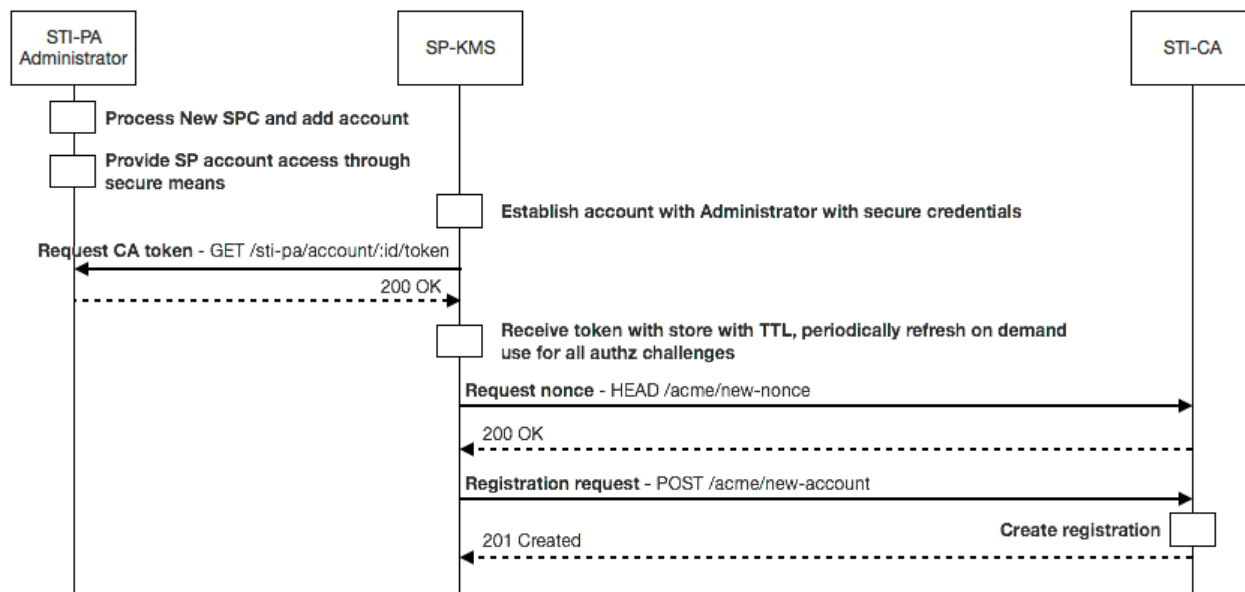 STI-PA
Administrator
SP-KMS
STI-CA
Process New SPC and add account
Provide SP account access through
secure means
Establish account with Administrator with secure credentials
Request CA token - GET /sti-pa/account/:id/token
200 OK
Receive token with store with TTL, periodically refresh on demand
use for all authz challenges
Request nonce - HEAD /acme/new-nonce
200 OK
Registration request - POST /acme/new-account
Create registration
201 Created